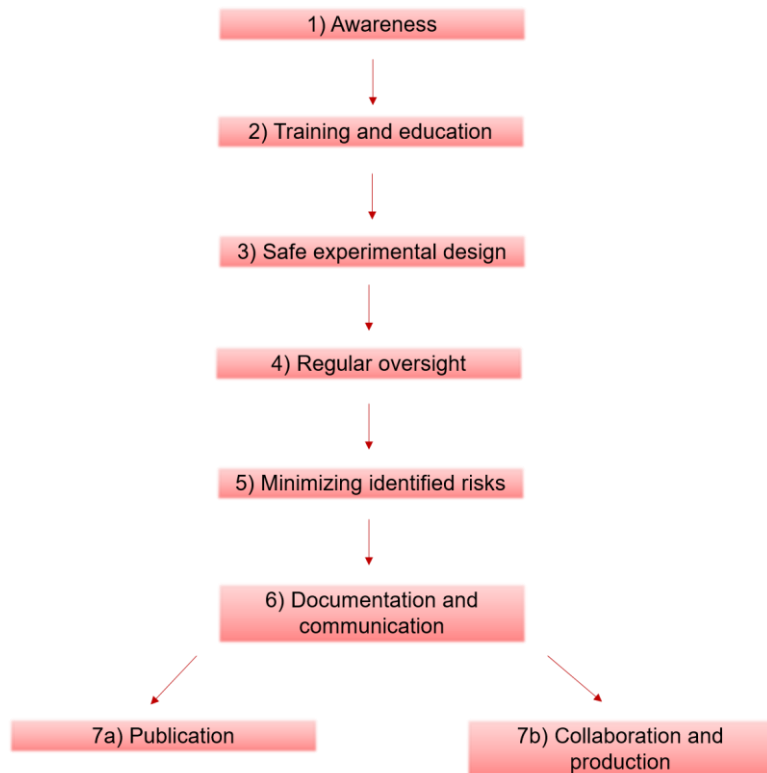 1) Awareness
2) Training and education
3) Safe experimental design
4) Regular oversight
5) Minimizing identified risks
6) Documentation and
communication
7a) Publication
7b) Collaboration and
production